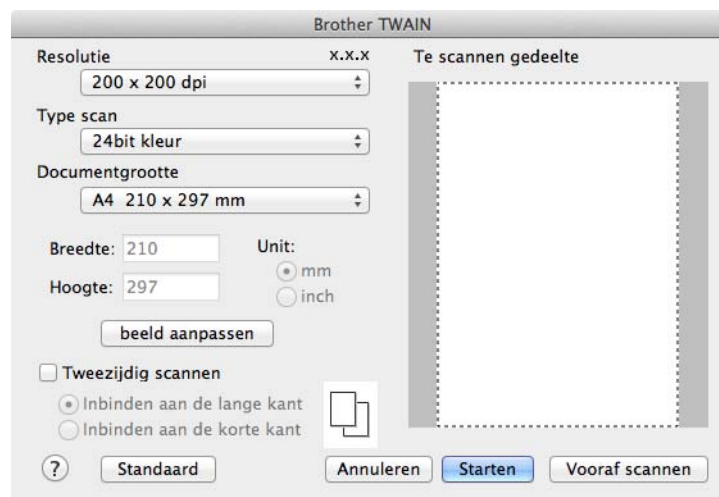 Brother TWAIN
Resolutie x.x.x
200 x 200 dpi
Type scan
24bit kleur
Documentgrootte
A4 210 x 297 mm
Breedte: 210
Hoogte: 297
Unit:
mm
inch
beeld aanpassen
Tweezijdig scannen
Inbinden aan de lange kant
Inbinden aan de korte kant
Te scannen gedeelte
? Standaard Annuleren Starten Vooraf scannen